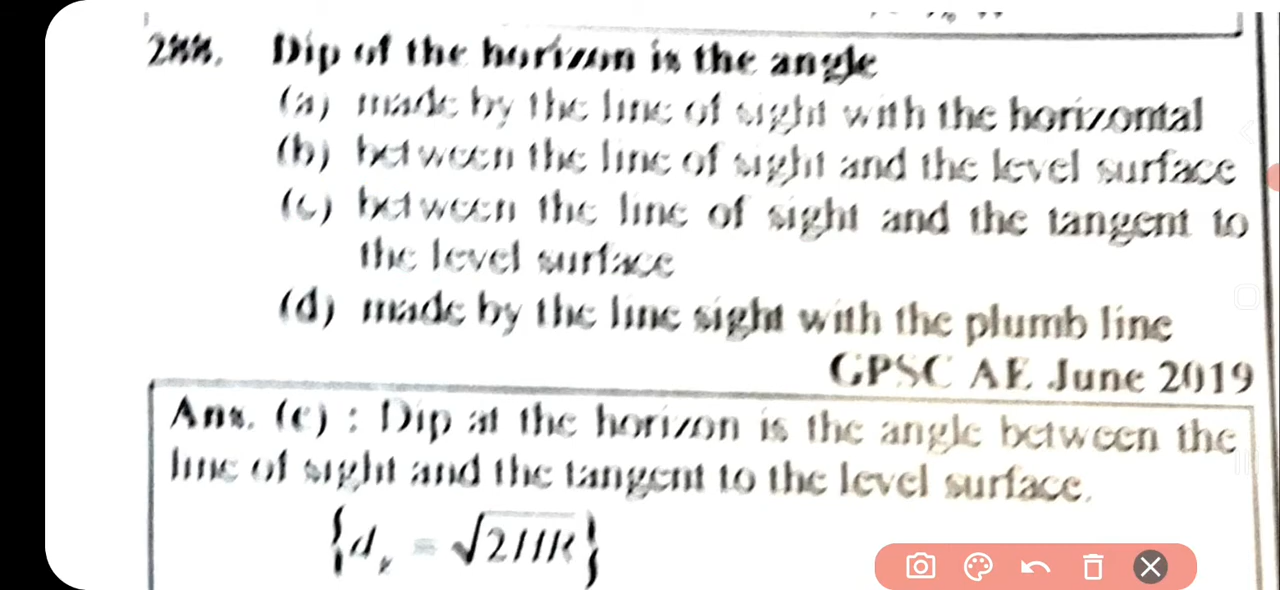 288. Dip of the horizon is the angle
(a) made by the line of sight with the horizontal
(b) between the line of sight and the level surface
(c) between the line of sight and the tangent to
the level surface
(d) made by the line sight with the plumb line
GPSC AE June 2019
Ans. (c) : Dip at the horizon is the angle between the
line of sight and the tangent to the level surface.
{d = √2HR}